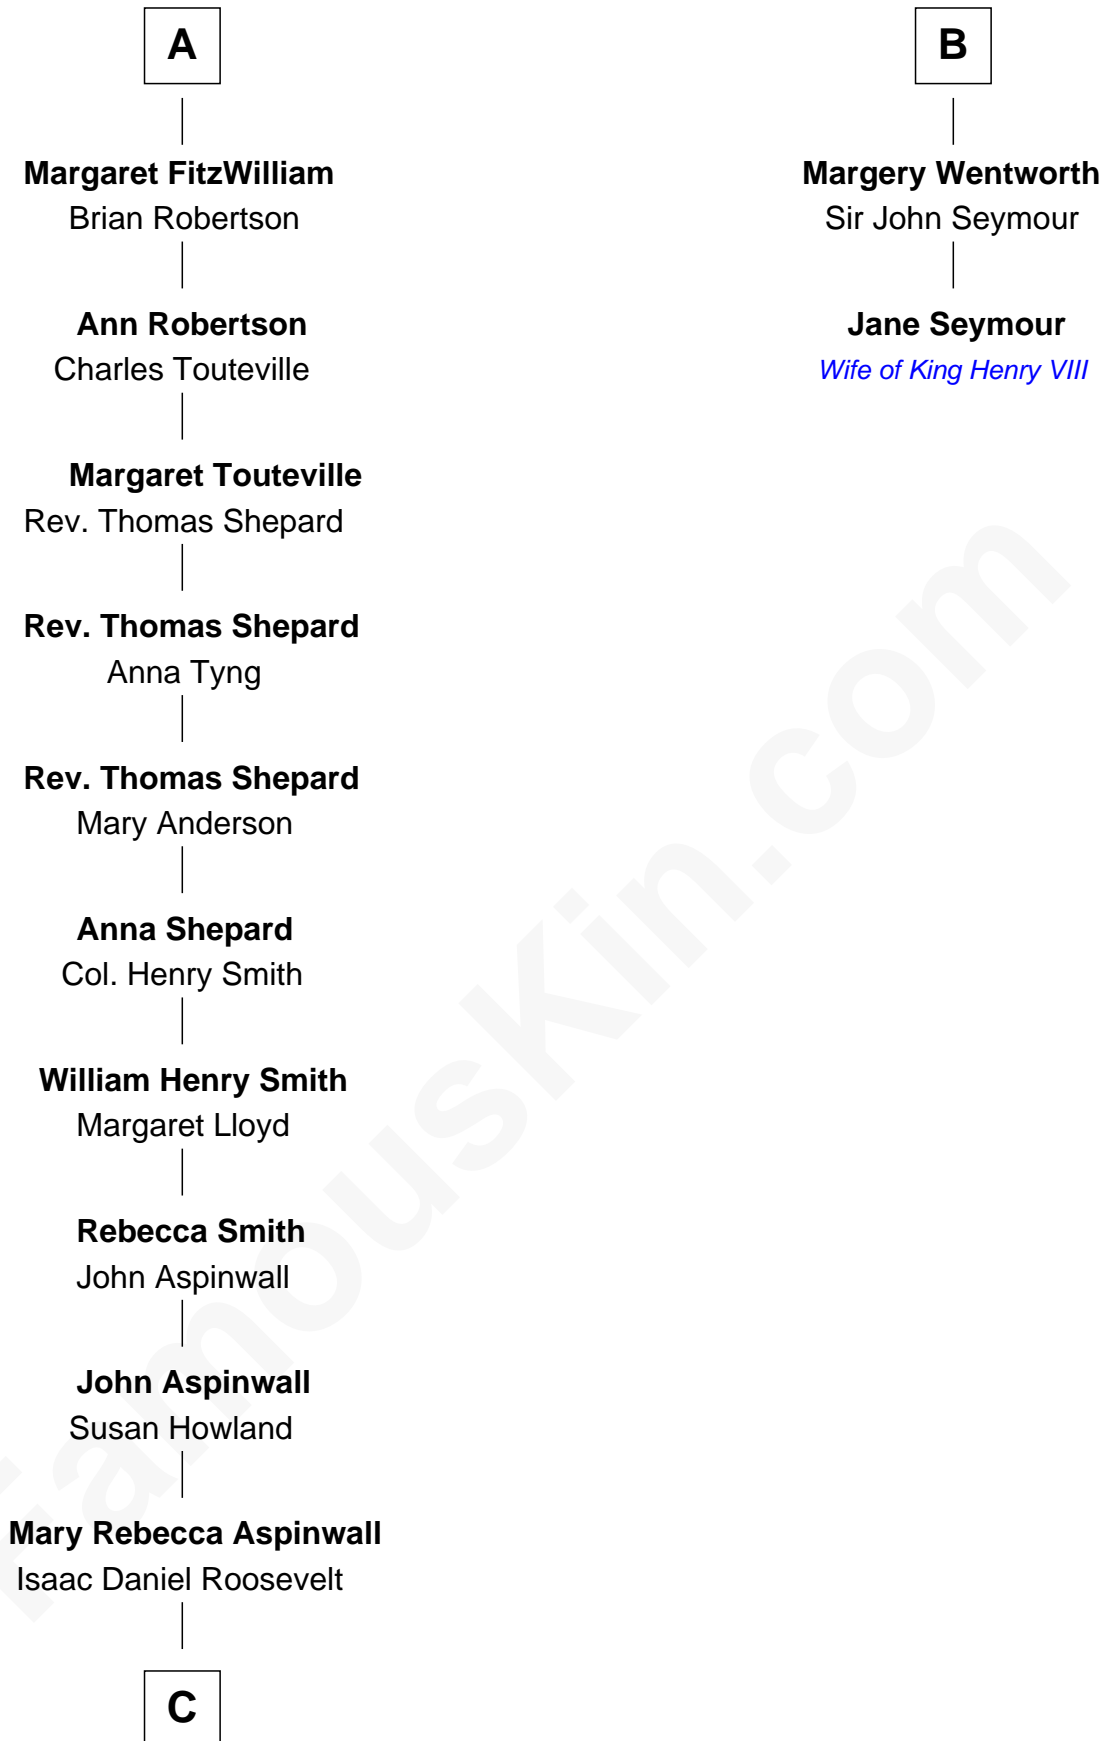 A
Margaret FitzWilliam
Brian Robertson
Ann Robertson
Charles Touteville
Margaret Touteville
Rev. Thomas Shepard
Rev. Thomas Shepard
Anna Tyng
Rev. Thomas Shepard
Mary Anderson
Anna Shepard
Col. Henry Smith
William Henry Smith
Margaret Lloyd
Rebecca Smith
John Aspinwall
John Aspinwall
Susan Howland
Mary Rebecca Aspinwall
Isaac Daniel Roosevelt
C
B
Margery Wentworth
Sir John Seymour
Jane Seymour
Wife of King Henry VIII
FamousKin.com